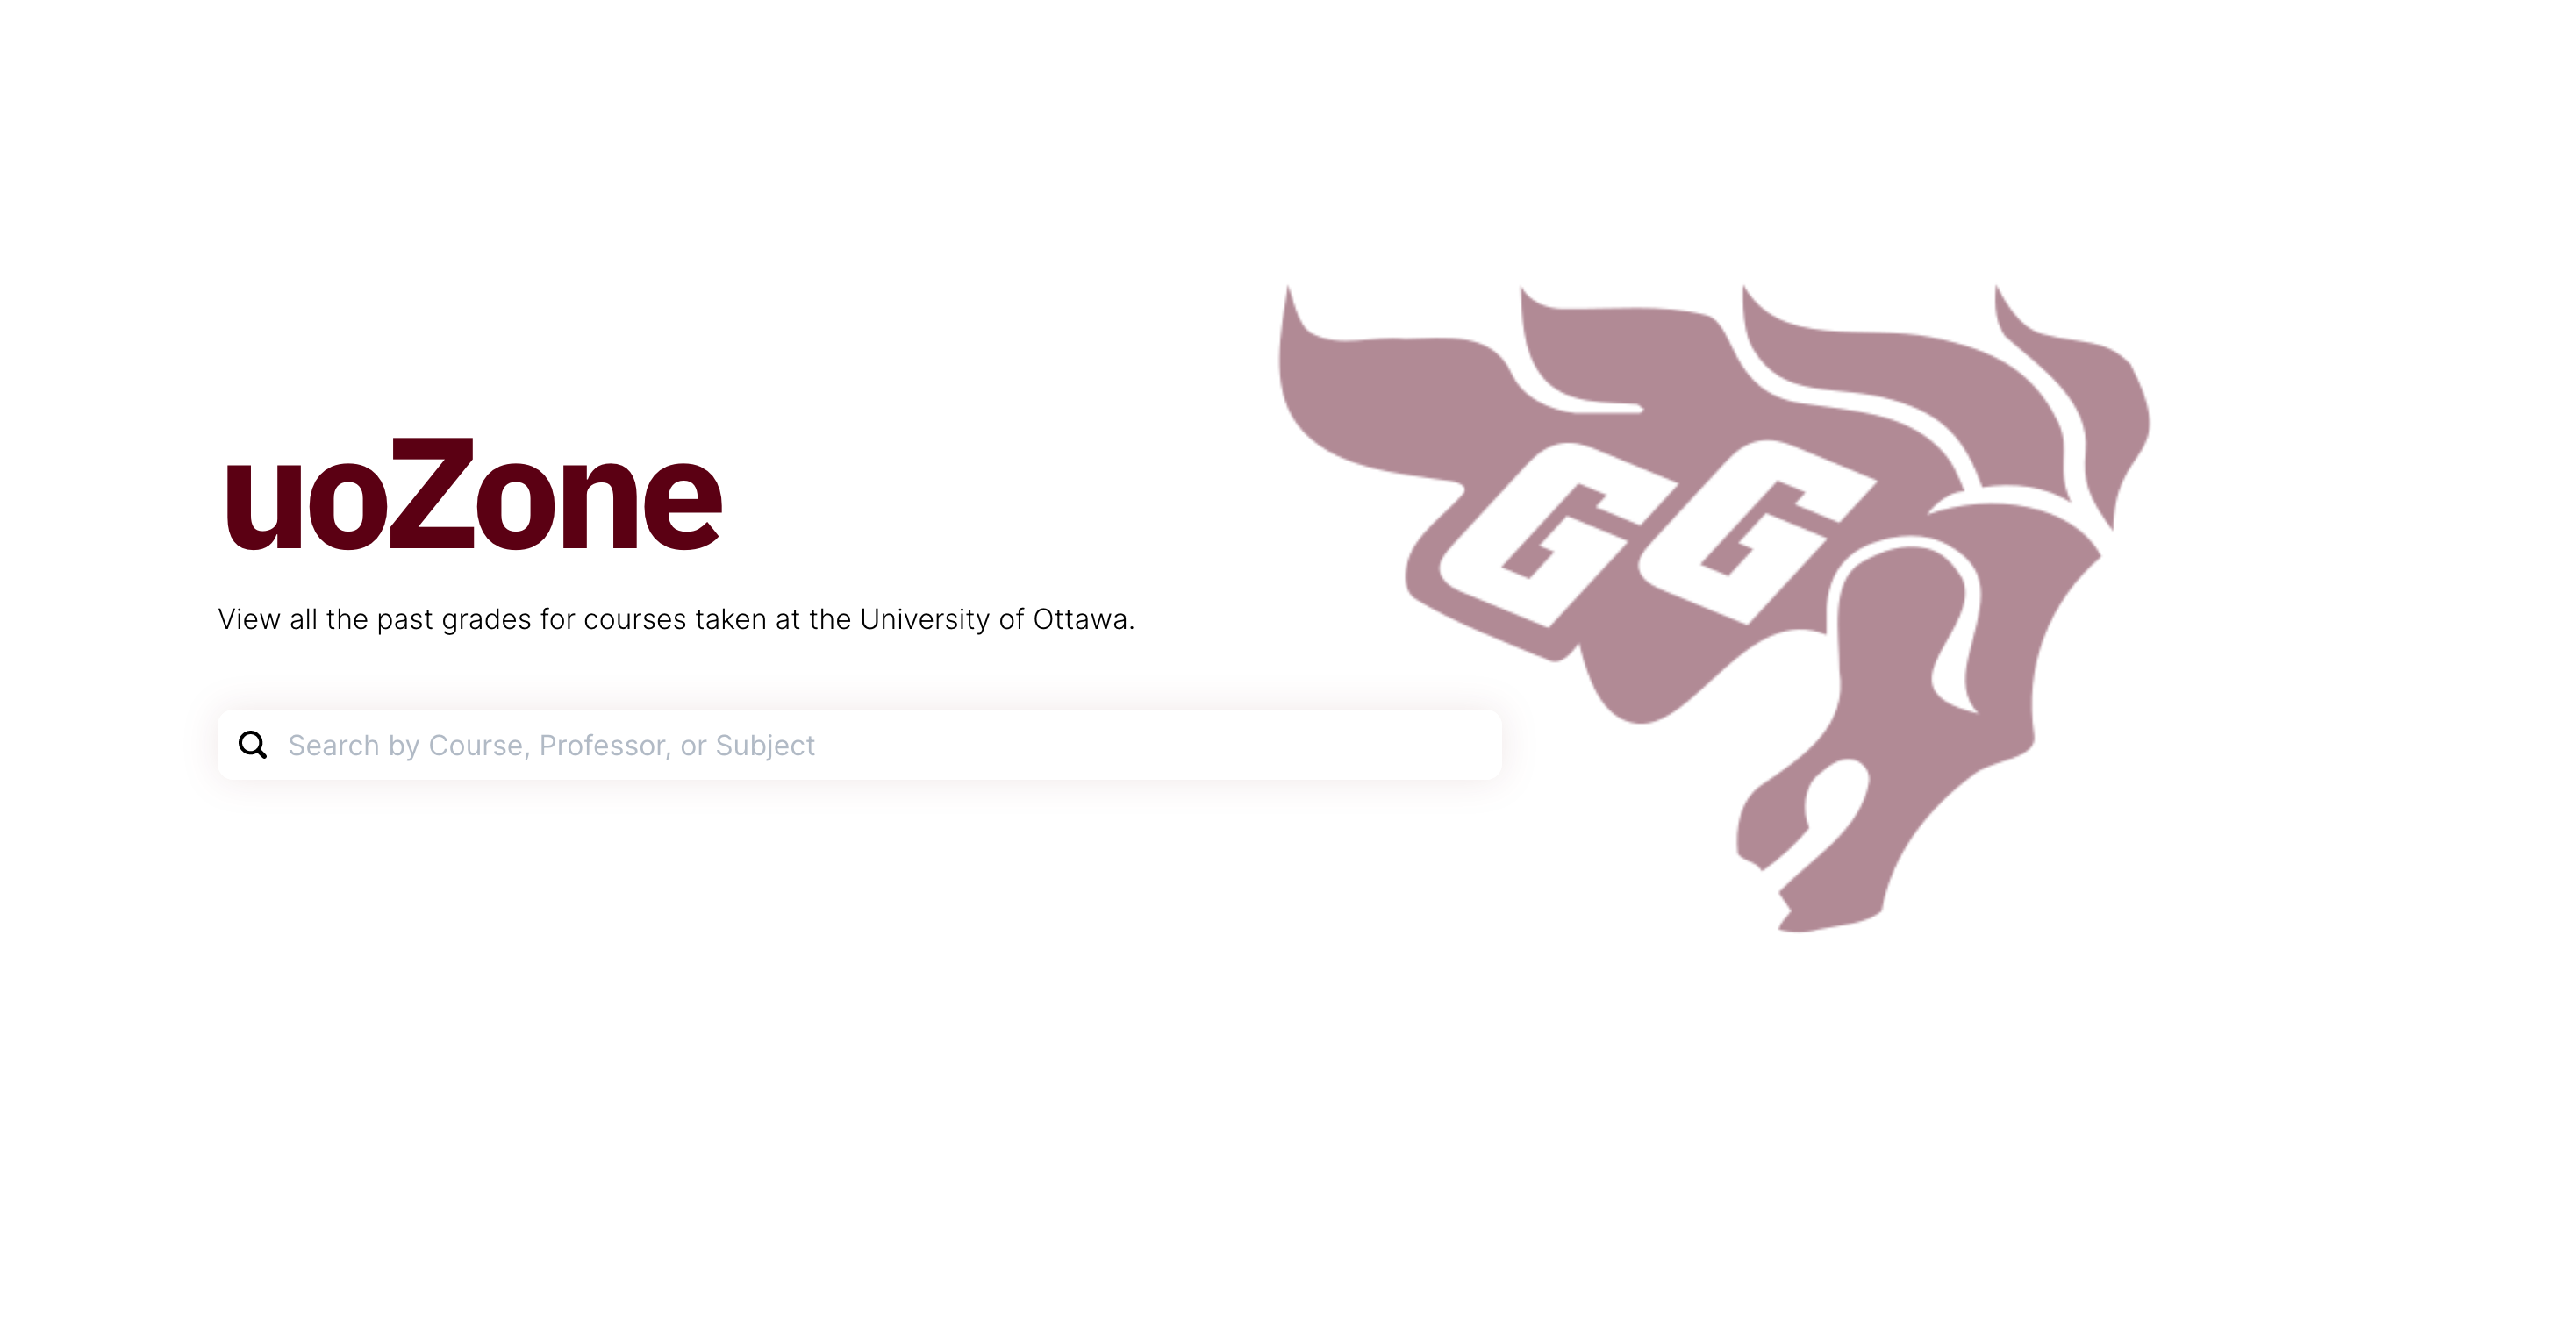 uoZone
GG
View all the past grades for courses taken at the University of Ottawa.
Search by Course, Professor, or Subject